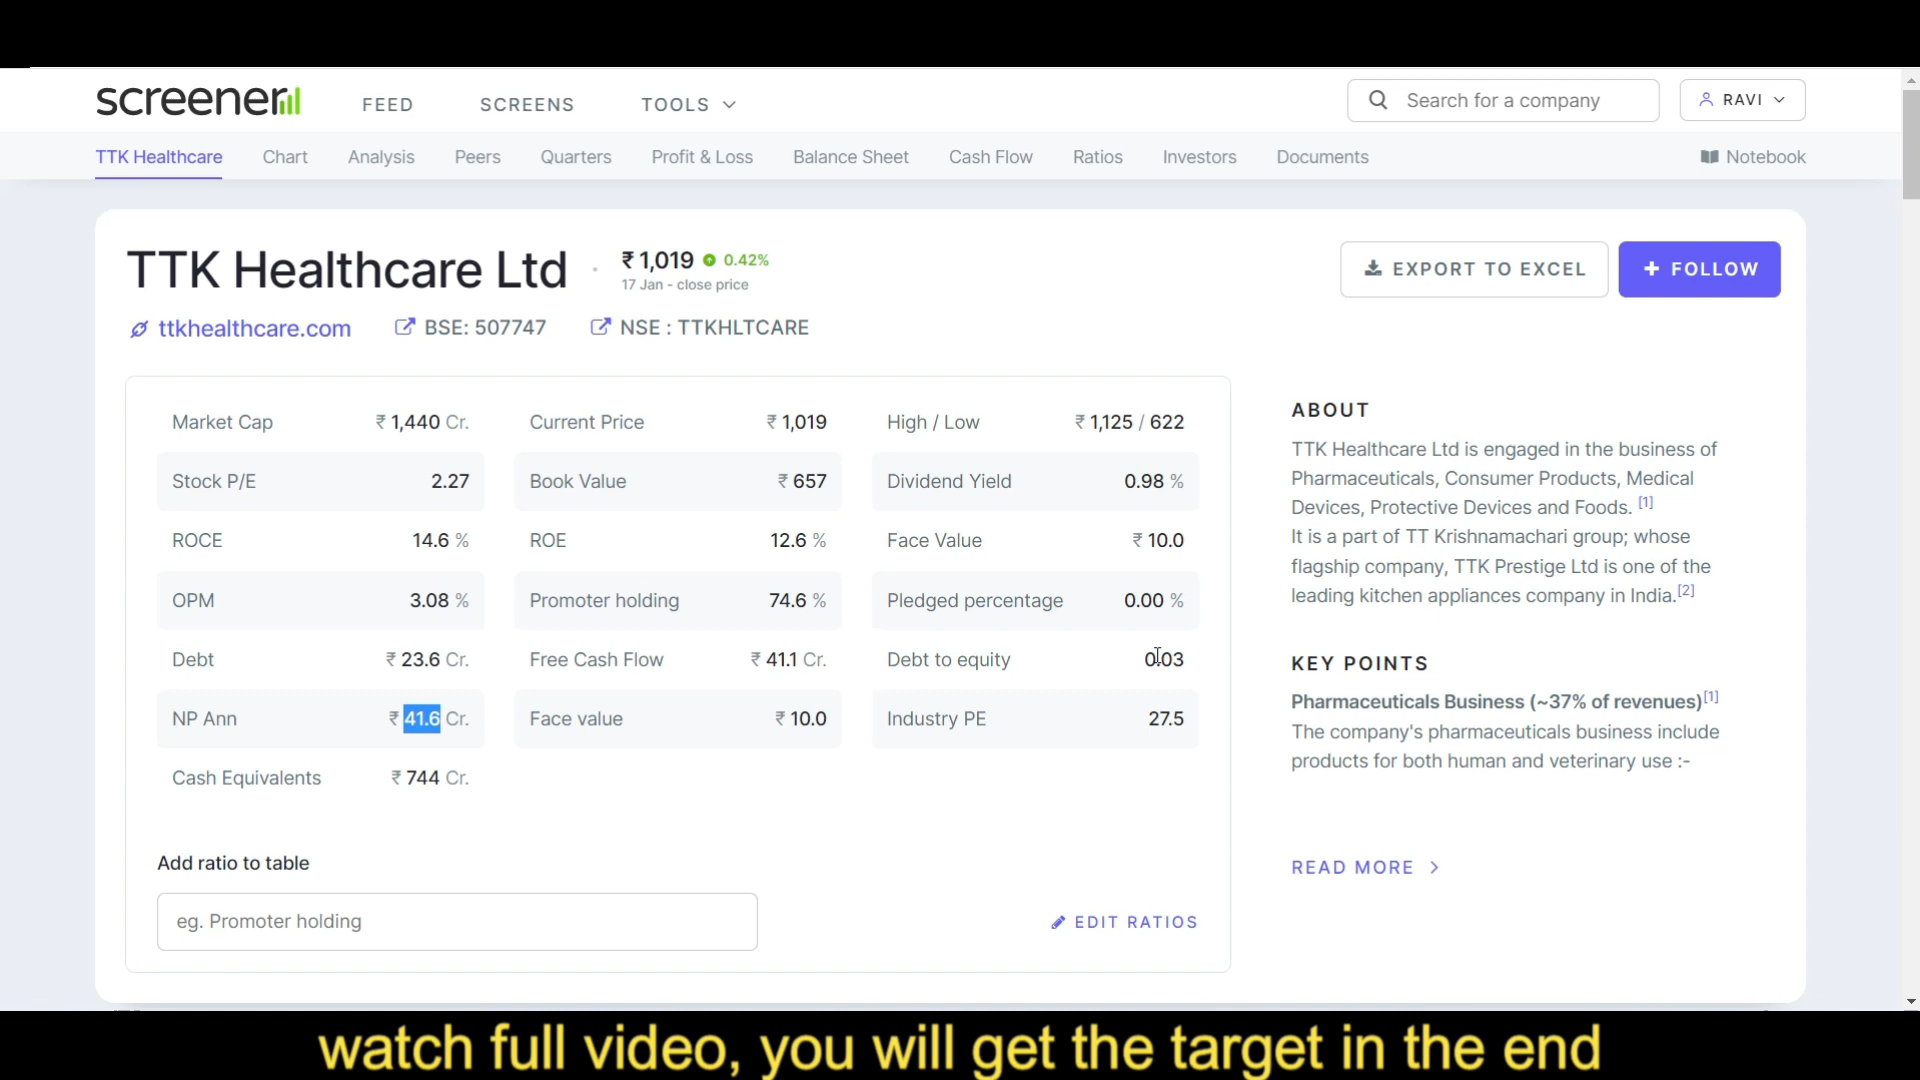 screener
FEED SCREENS TOOLS
Search for a company
RAVI
TTK Healthcare Chart Analysis Peers Quarters Profit & Loss Balance Sheet Cash Flow Ratios Investors Documents Notebook
TTK Healthcare Ltd
₹ 1,019 0.42%
17 Jan - close price
EXPORT TO EXCEL
+ FOLLOW
ttkhealthcare.com BSE: 507747 NSE : TTKHLTCARE
Market Cap ₹ 1,440 Cr. Current Price ₹ 1,019 High / Low ₹ 1,125 / 622
Stock P/E 2.27 Book Value ₹ 657 Dividend Yield 0.98 %
ROCE 14.6 % ROE 12.6 % Face Value ₹ 10.0
OPM 3.08 % Promoter holding 74.6 % Pledged percentage 0.00 %
Debt ₹ 23.6 Cr. Free Cash Flow ₹ 41.1 Cr. Debt to equity 0.03
NP Ann ₹ 41.6 Cr. Face value ₹ 10.0 Industry PE 27.5
Cash Equivalents ₹ 744 Cr.
Add ratio to table
eg. Promoter holding
EDIT RATIOS
ABOUT
TTK Healthcare Ltd is engaged in the business of
Pharmaceuticals, Consumer Products, Medical
Devices, Protective Devices and Foods. [1]
It is a part of TT Krishnamachari group; whose
flagship company, TTK Prestige Ltd is one of the
leading kitchen appliances company in India.[2]
KEY POINTS
Pharmaceuticals Business (~37% of revenues)[1]
The company's pharmaceuticals business include
products for both human and veterinary use :-
READ MORE
watch full video, you will get the target in the end